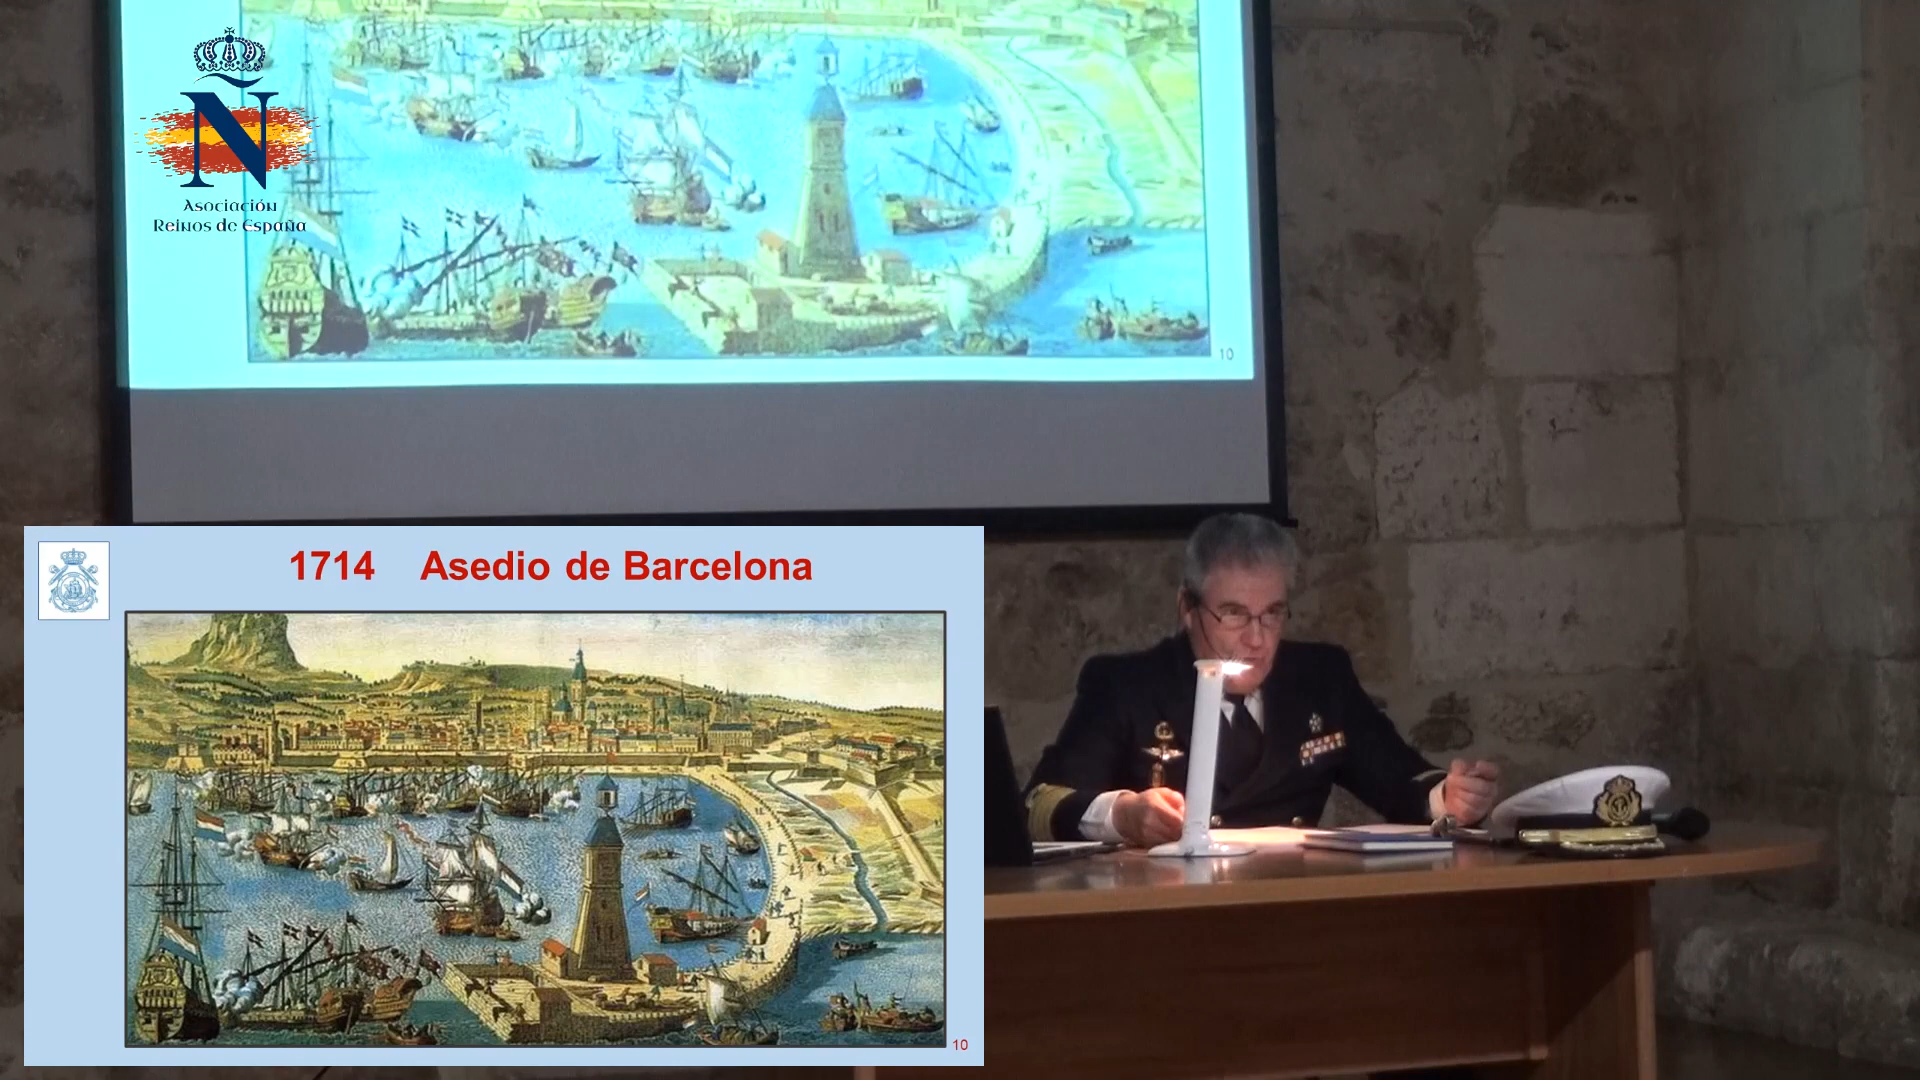 Ñ
Asociación
Reinos de España
10
1714 Asedio de Barcelona
10